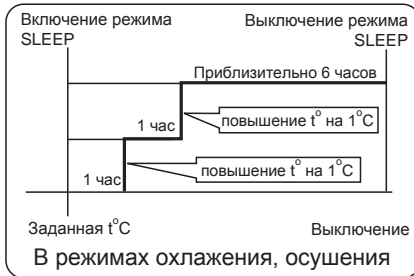 Включение режима Выключение режима
SLEEP SLEEP
Приблизительно 6 часов
1 час повышение t° на 1°C
1 час повышение t° на 1°C
Заданная t°C Выключение
В режимах охлажения, осушения